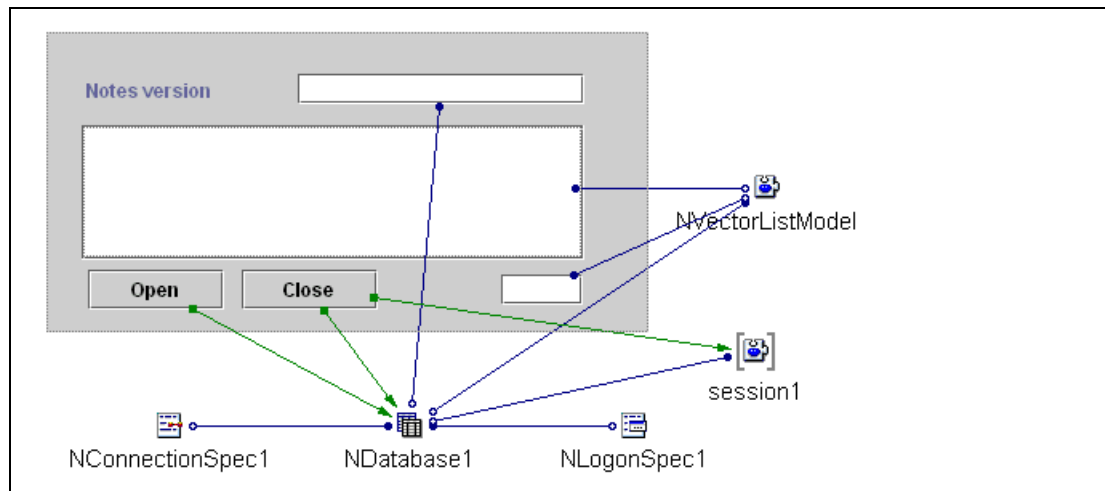 Notes version
NVectorListModel
Open
Close
session1
NConnectionSpec1
NDatabase1
NLogonSpec1